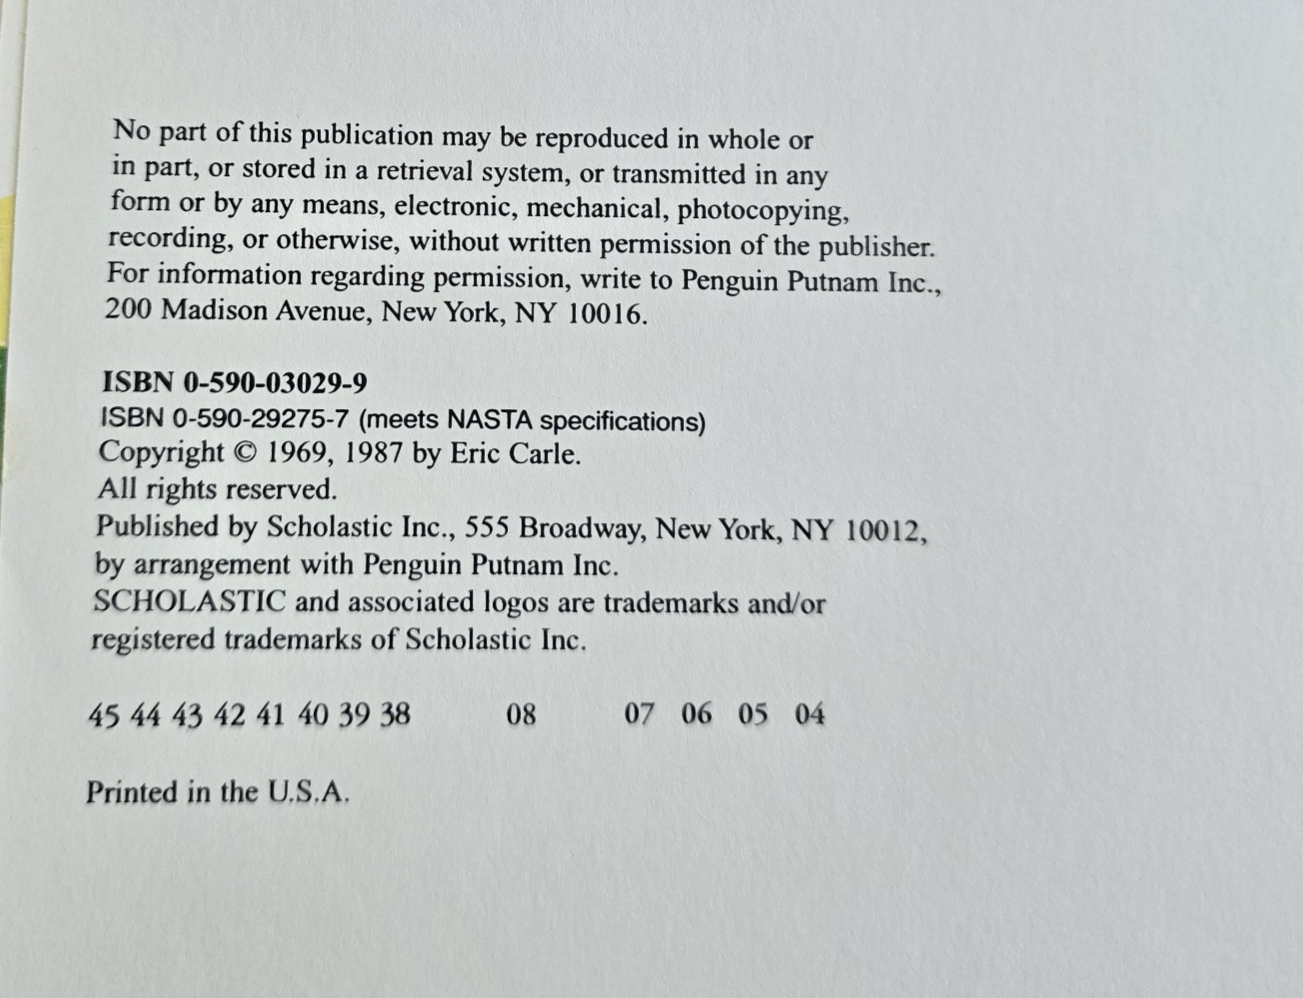 No part of this publication may be reproduced in whole or
in part, or stored in a retrieval system, or transmitted in any
form or by any means, electronic, mechanical, photocopying,
recording, or otherwise, without written permission of the publisher.
For information regarding permission, write to Penguin Putnam Inc.,
200 Madison Avenue, New York, NY 10016.
ISBN 0-590-03029-9
ISBN 0-590-29275-7 (meets NASTA specifications)
Copyright © 1969, 1987 by Eric Carle.
All rights reserved.
Published by Scholastic Inc., 555 Broadway, New York, NY 10012,
by arrangement with Penguin Putnam Inc.
SCHOLASTIC and associated logos are trademarks and/or
registered trademarks of Scholastic Inc.
45 44 43 42 41 40 39 38 08 07 06 05 04
Printed in the U.S.A.